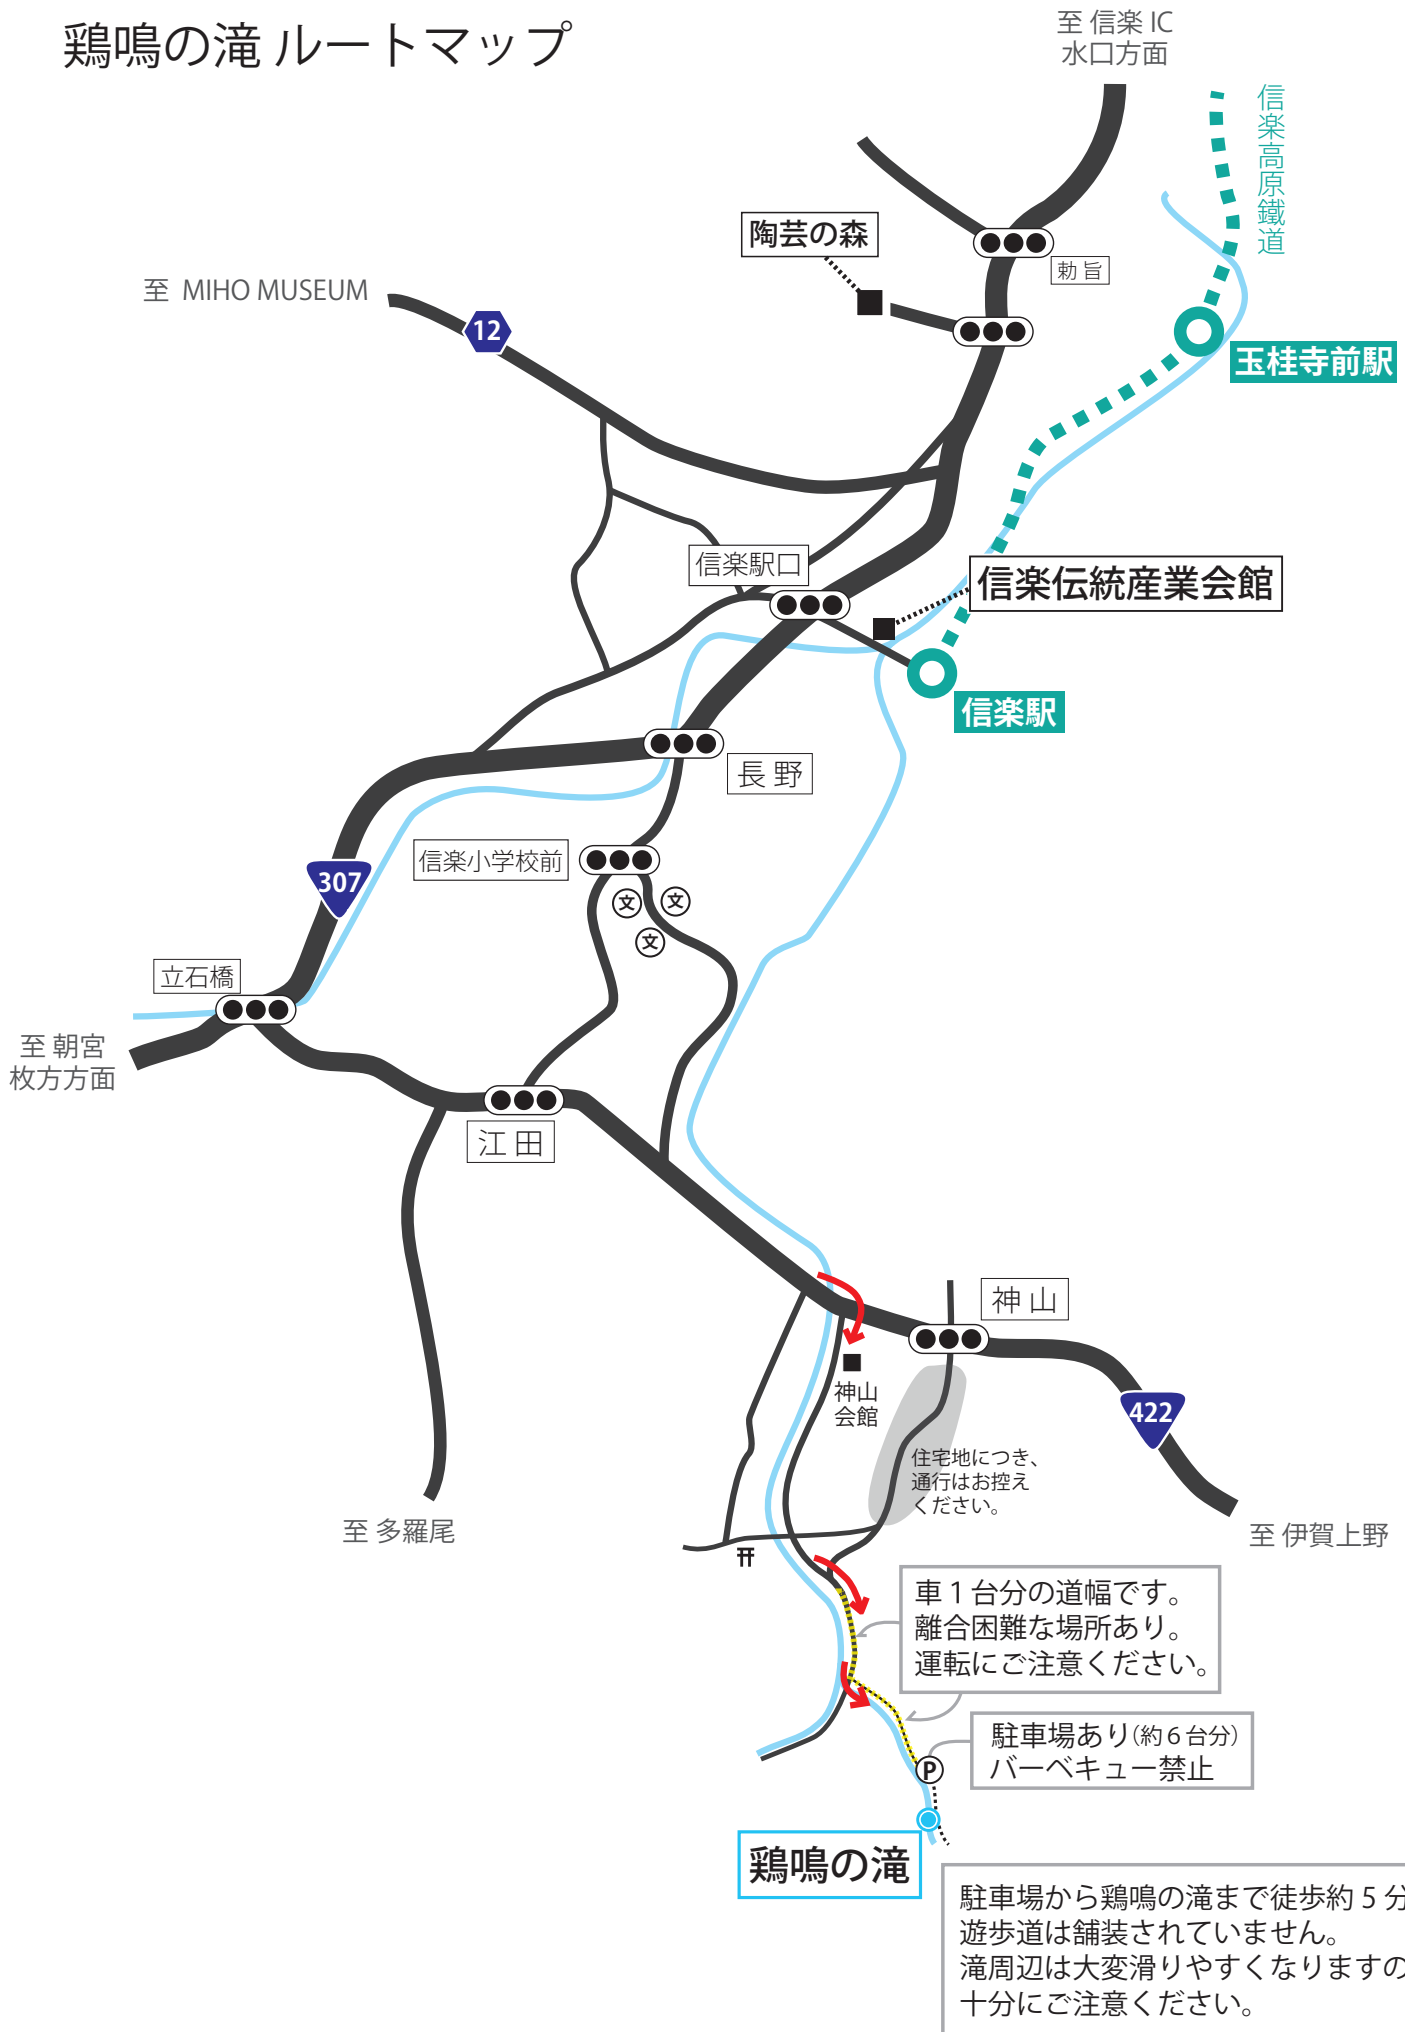 鶏鳴の滝 ルートマップ
至 信楽 IC
水口方面
信楽高原鐵道
陶芸の森
勅旨
至 MIHO MUSEUM
12
玉桂寺前駅
信楽駅口
信楽伝統産業会館
信楽駅
長野
信楽小学校前
307
文
文
文
立石橋
至 朝宮
枚方方面
江田
神山
神山
会館
422
住宅地につき、
通行はお控え
ください。
至 多羅尾
至 伊賀上野
車 1 台分の道幅です。
離合困難な場所あり。
運転にご注意ください。
駐車場あり(約 6 台分)
バーベキュー禁止
P
鶏鳴の滝
駐車場から鶏鳴の滝まで徒歩約 5 分
遊歩道は舗装されていません。
滝周辺は大変滑りやすくなりますの
十分にご注意ください。